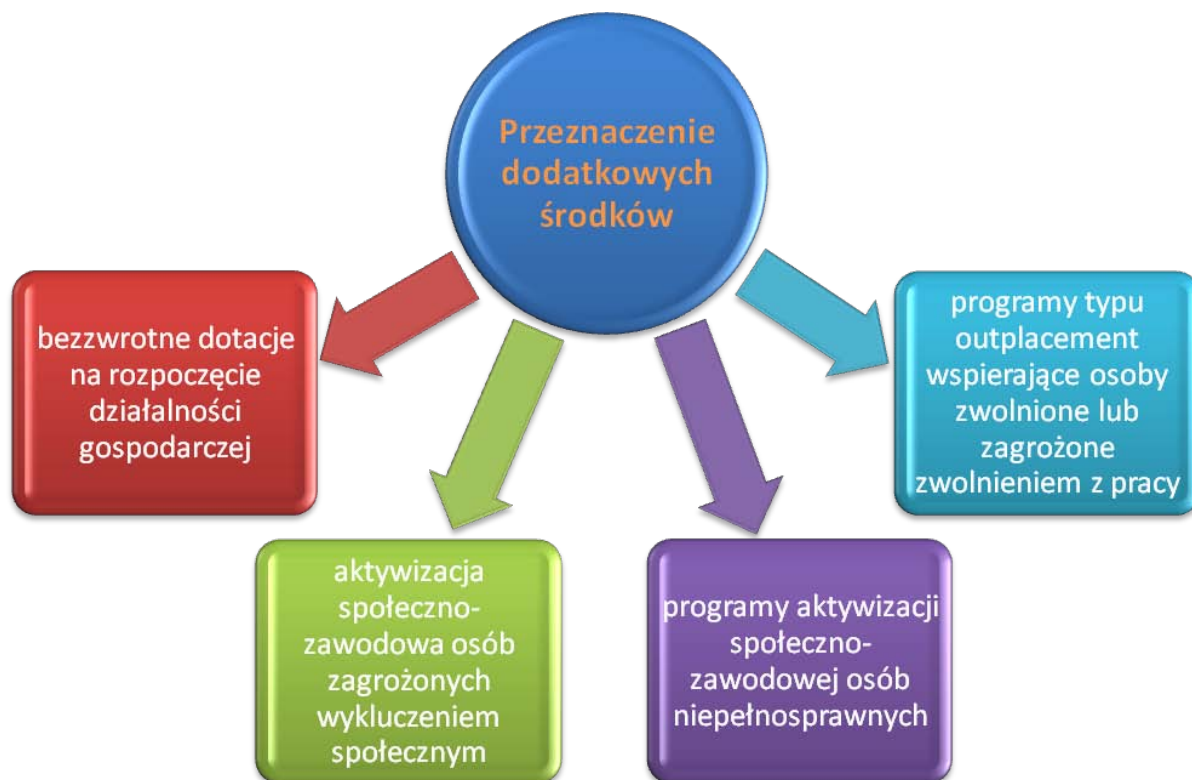 Przeznaczenie
dodatkowych
środków
bezzwrotne dotacje
na rozpoczęcie
działalności
gospodarczej
aktywizacja
społeczno-
zawodowa osób
zagrożonych
wykluczeniem
społecznym
programy aktywizacji
społeczno-
zawodowej osób
niepełnosprawnych
programy typu
outplacement
wspierające osoby
zwolnione lub
zagrożone
zwolnieniem z pracy